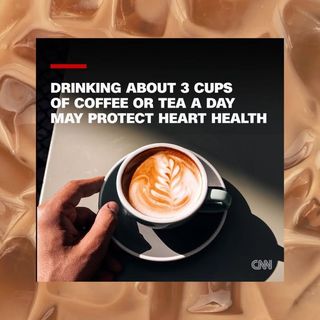 DRINKING ABOUT 3 CUPS
OF COFFEE OR TEA A DAY
MAY PROTECT HEART HEALTH
CNN